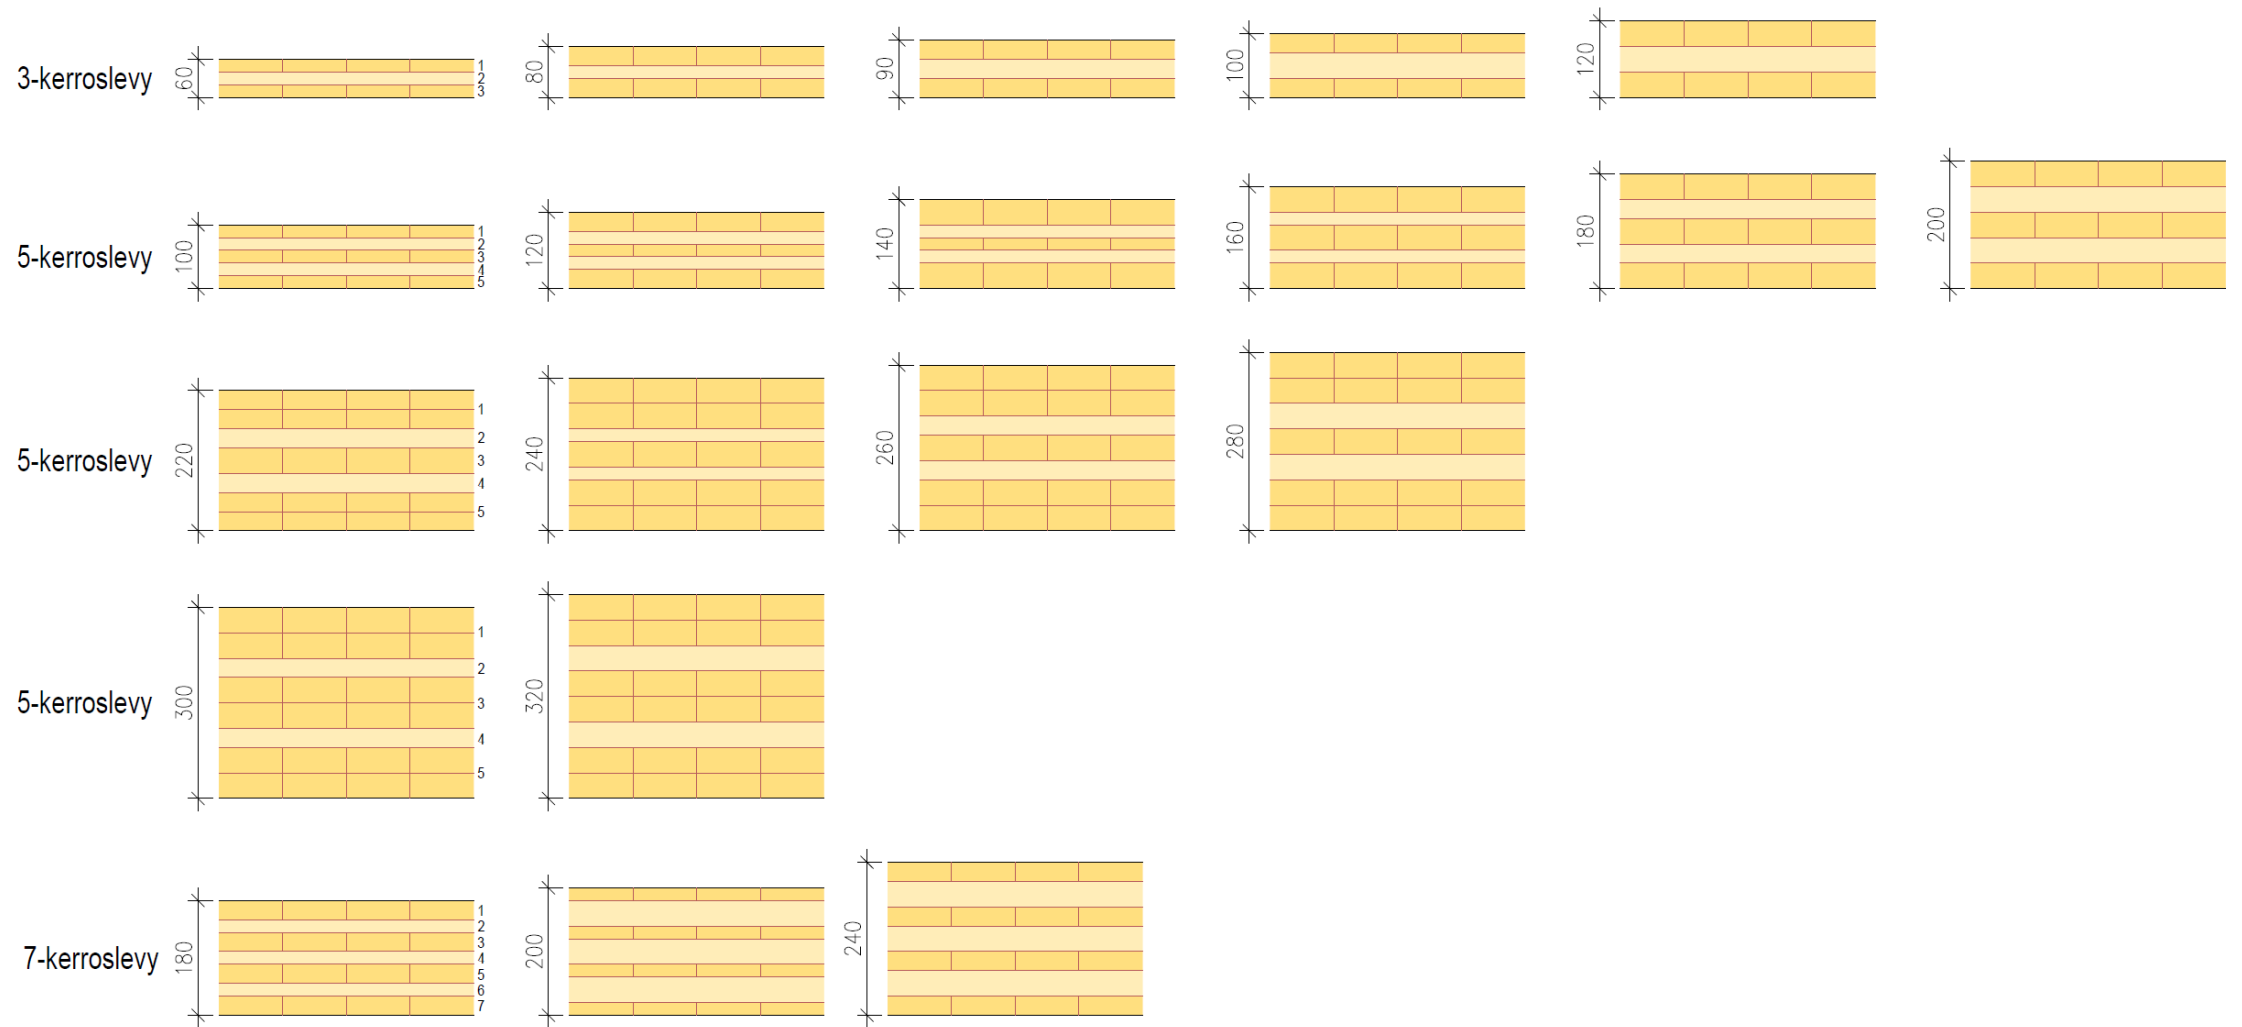 3-kerroslevy 60 1 2 3 80 90 100 120
5-kerroslevy 100 1 2 3 4 5 120 140 160 180 200
5-kerroslevy 220 1 2 3 4 5 240 260 280
5-kerroslevy 300 1 2 3 4 5 320
7-kerroslevy 180 1 2 3 4 5 6 7 200 240